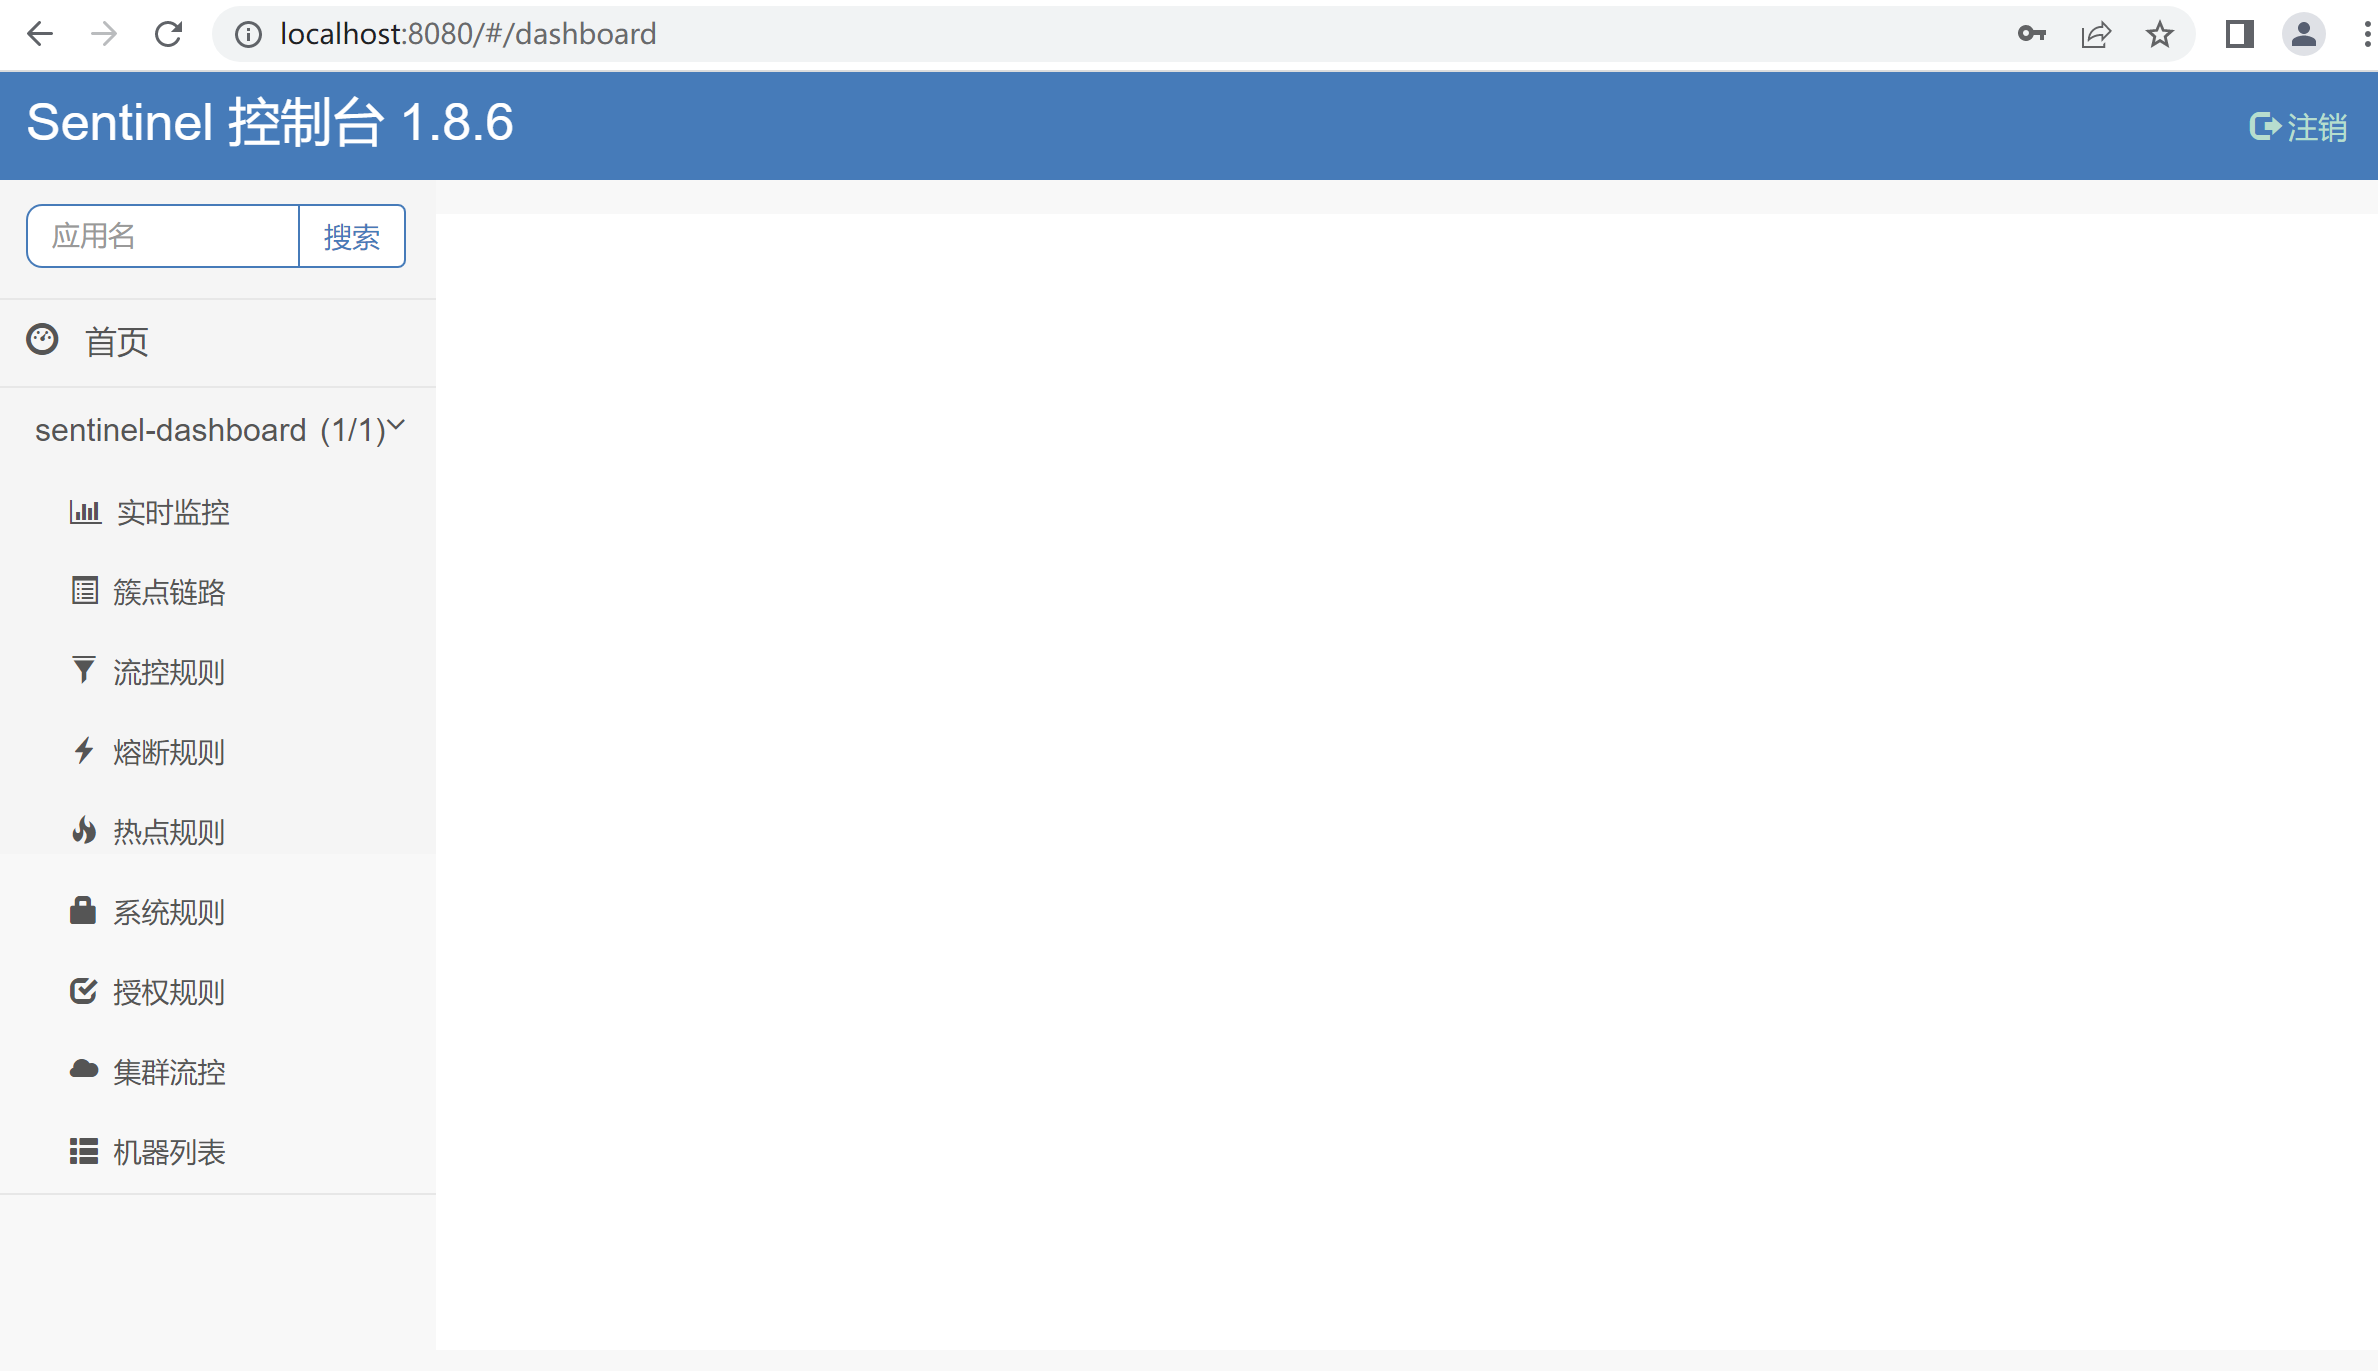 localhost:8080/#/dashboard
Sentinel 控制台 1.8.6
注销
应用名
搜索
首页
sentinel-dashboard (1/1)
实时监控
簇点链路
流控规则
熔断规则
热点规则
系统规则
授权规则
集群流控
机器列表